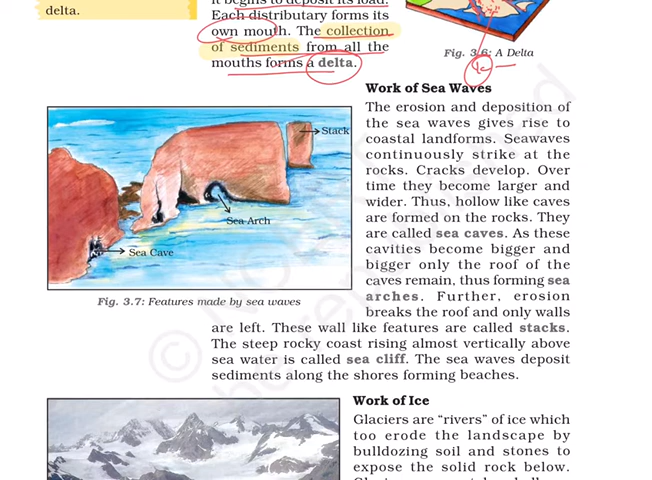 delta.
it begins to deposit its load.
Each distributary forms its
own mouth. The collection
of sediments from all the
mouths forms a delta.
Fig. 3.6: A Delta
Work of Sea Waves
The erosion and deposition of
the sea waves gives rise to
coastal landforms. Seawaves
continuously strike at the
rocks. Cracks develop. Over
time they become larger and
wider. Thus, hollow like caves
are formed on the rocks. They
are called sea caves. As these
cavities become bigger and
bigger only the roof of the
caves remain, thus forming sea
arches. Further, erosion
breaks the roof and only walls
are left. These wall like features are called stacks.
The steep rocky coast rising almost vertically above
sea water is called sea cliff. The sea waves deposit
sediments along the shores forming beaches.
Stack
Sea Arch
Sea Cave
Fig. 3.7: Features made by sea waves
Work of Ice
Glaciers are “rivers” of ice which
too erode the landscape by
bulldozing soil and stones to
expose the solid rock below.